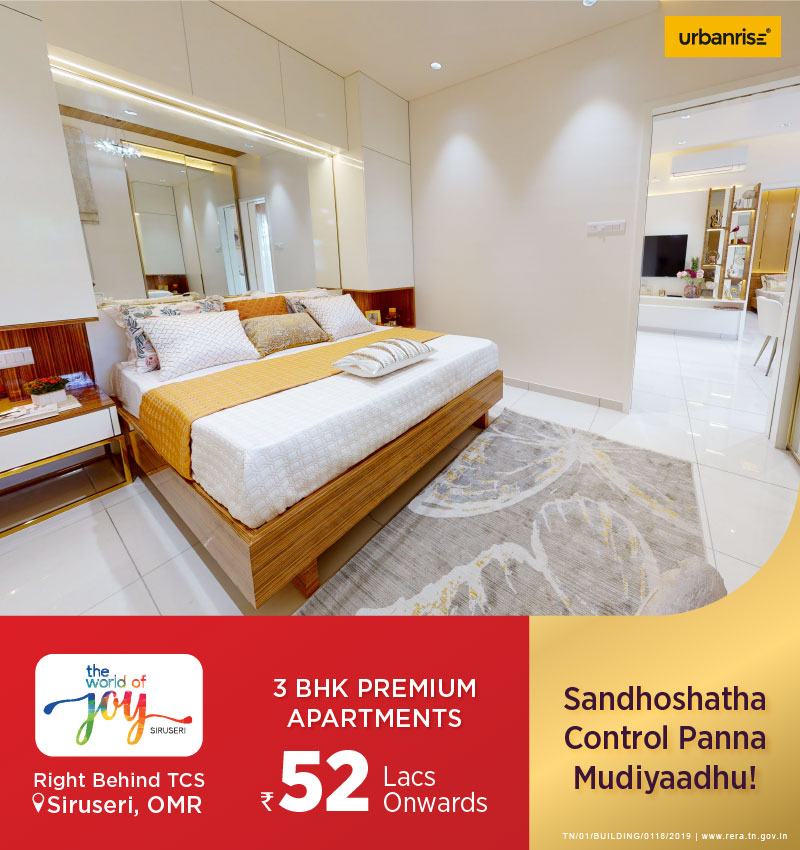 urbanrise®
the
world of
joy
SIRUSERI
Right Behind TCS
Siruseri, OMR
3 BHK PREMIUM
APARTMENTS
₹ 52 Lacs
Onwards
Sandhoshatha
Control Panna
Mudiyaadhu!
TN/01/BUILDING/0116/2019 | www.rera.tn.gov.in